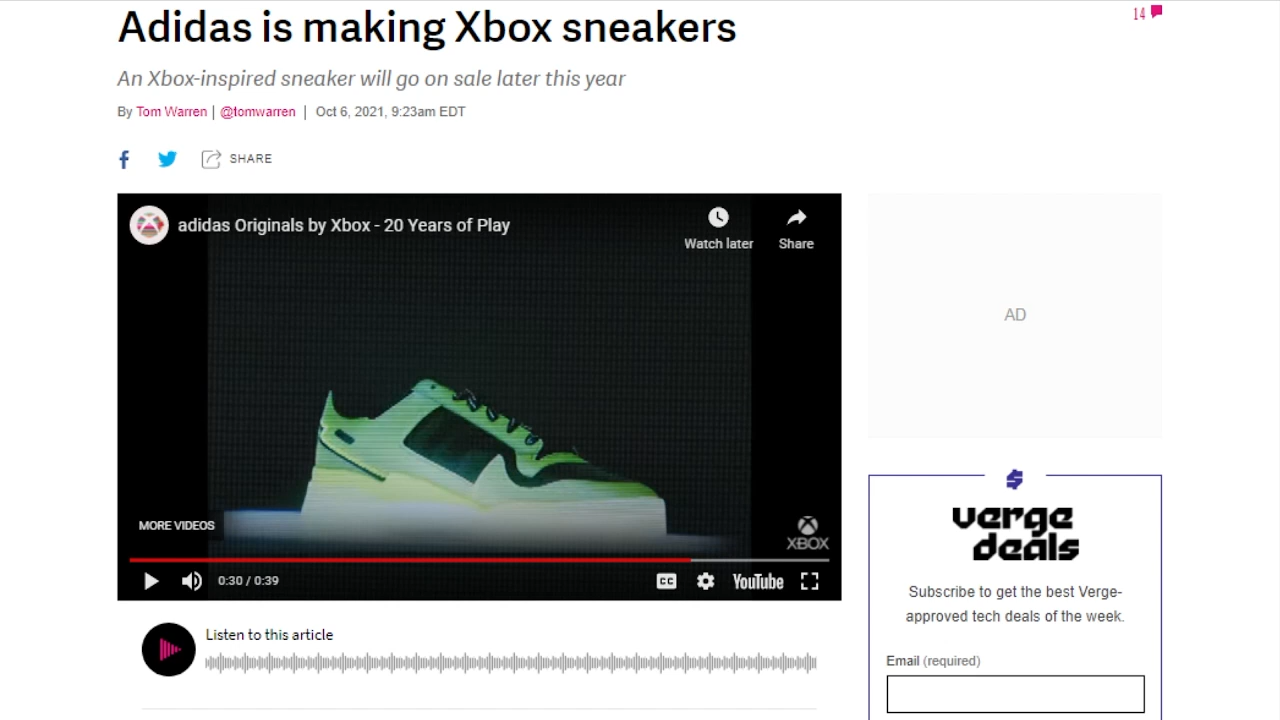 Adidas is making Xbox sneakers
14
An Xbox-inspired sneaker will go on sale later this year
By Tom Warren | @tomwarren | Oct 6, 2021, 9:23am EDT
SHARE
adidas Originals by Xbox - 20 Years of Play
Watch later
Share
MORE VIDEOS
XBOX
0:30 / 0:39
CC
YouTube
Listen to this article
AD
verge
deals
Subscribe to get the best Verge-
approved tech deals of the week.
Email (required)